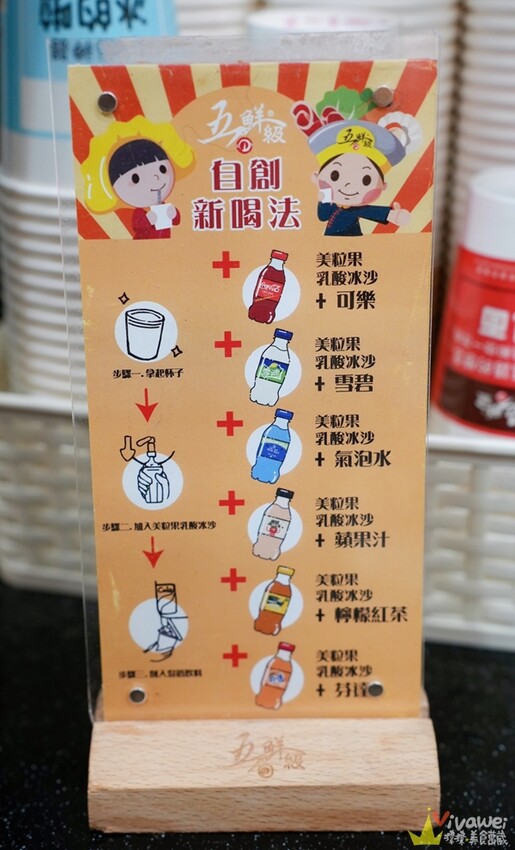 五鮮級
五鮮級
自創
新喝法
美粒果
乳酸冰沙
+ 可樂
美粒果
乳酸冰沙
+ 雪碧
美粒果
乳酸冰沙
+ 氣泡水
美粒果
乳酸冰沙
+ 蘋果汁
美粒果
乳酸冰沙
+ 檸檬紅茶
美粒果
乳酸冰沙
+ 芬達
步驟一.拿起杯子
步驟二.加入美粒果乳酸冰沙
五鮮級
Vivawei